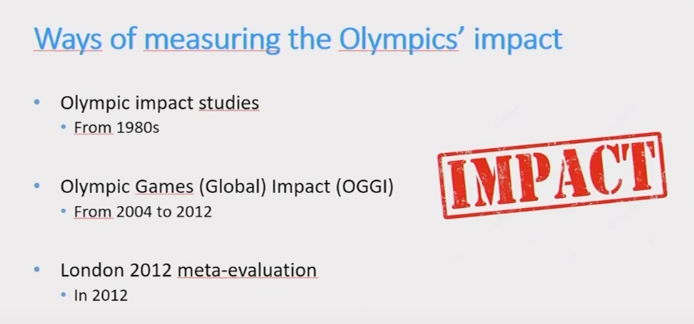 Ways of measuring the Olympics’ impact
• Olympic impact studies
• From 1980s
• Olympic Games (Global) Impact (OGGI)
• From 2004 to 2012
• London 2012 meta-evaluation
• In 2012
IMPACT